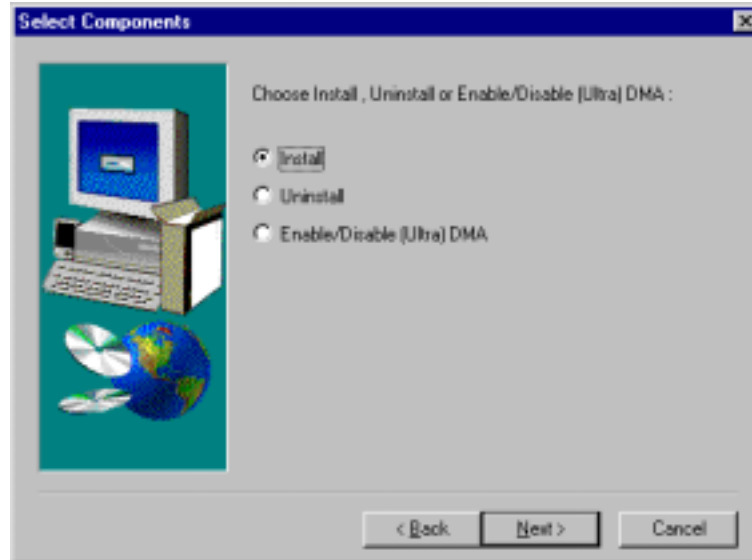 Select Components
Choose Install , Uninstall or Enable/Disable (Ultra) DMA :
Install
Uninstall
Enable/Disable (Ultra) DMA
< Back
Next >
Cancel